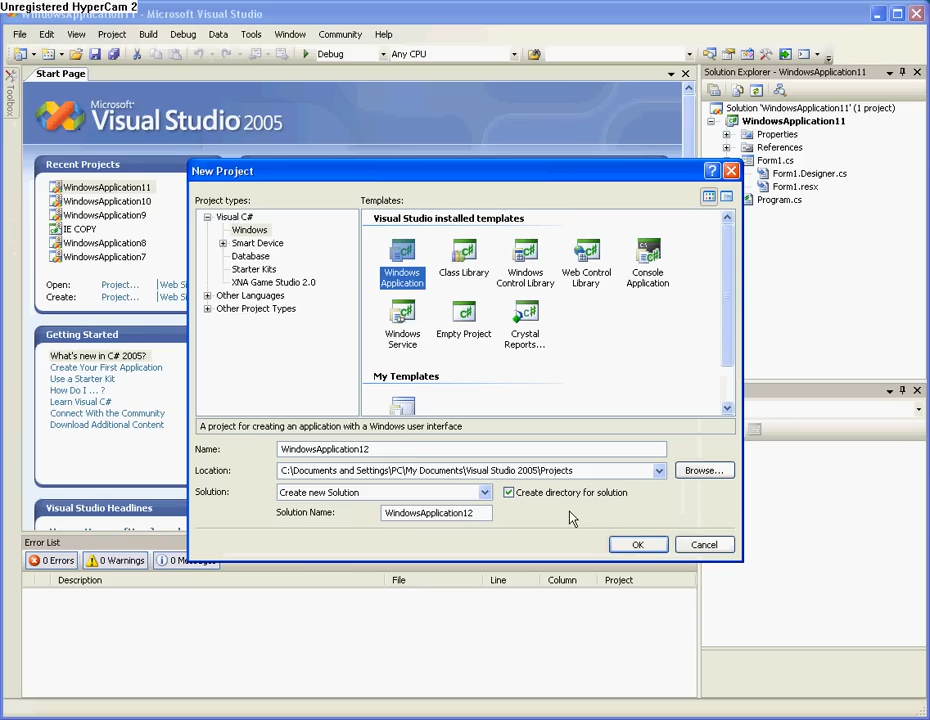 Unregistered HyperCam 2
WindowsApplication11 - Microsoft Visual Studio
File Edit View Project Build Debug Data Tools Window Community Help
Debug Any CPU
Toolbox
Start Page
Microsoft
Visual Studio 2005
Recent Projects
WindowsApplication11
WindowsApplication10
WindowsApplication9
IE COPY
WindowsApplication8
WindowsApplication7
Open: Project... Web Si
Create: Project... Web Si
Getting Started
What's new in C# 2005?
Create Your First Application
Use a Starter Kit
How Do I ... ?
Learn Visual C#
Connect With the Community
Download Additional Content
Visual Studio Headlines
New Project
Project types:
Visual C#
Windows
Smart Device
Database
Starter Kits
XNA Game Studio 2.0
Other Languages
Other Project Types
Templates:
Visual Studio installed templates
Windows Application
Class Library
Windows Control Library
Web Control Library
Console Application
Windows Service
Empty Project
Crystal Reports...
My Templates
A project for creating an application with a Windows user interface
Name: WindowsApplication12
Location: C:\Documents and Settings\PC\My Documents\Visual Studio 2005\Projects Browse...
Solution: Create new Solution Create directory for solution
Solution Name: WindowsApplication12
OK Cancel
Solution Explorer - WindowsApplication11
Solution 'WindowsApplication11' (1 project)
WindowsApplication11
Properties
References
Form1.cs
Form1.Designer.cs
Form1.resx
Program.cs
Error List
0 Errors 0 Warnings 0
Description File Line Column Project